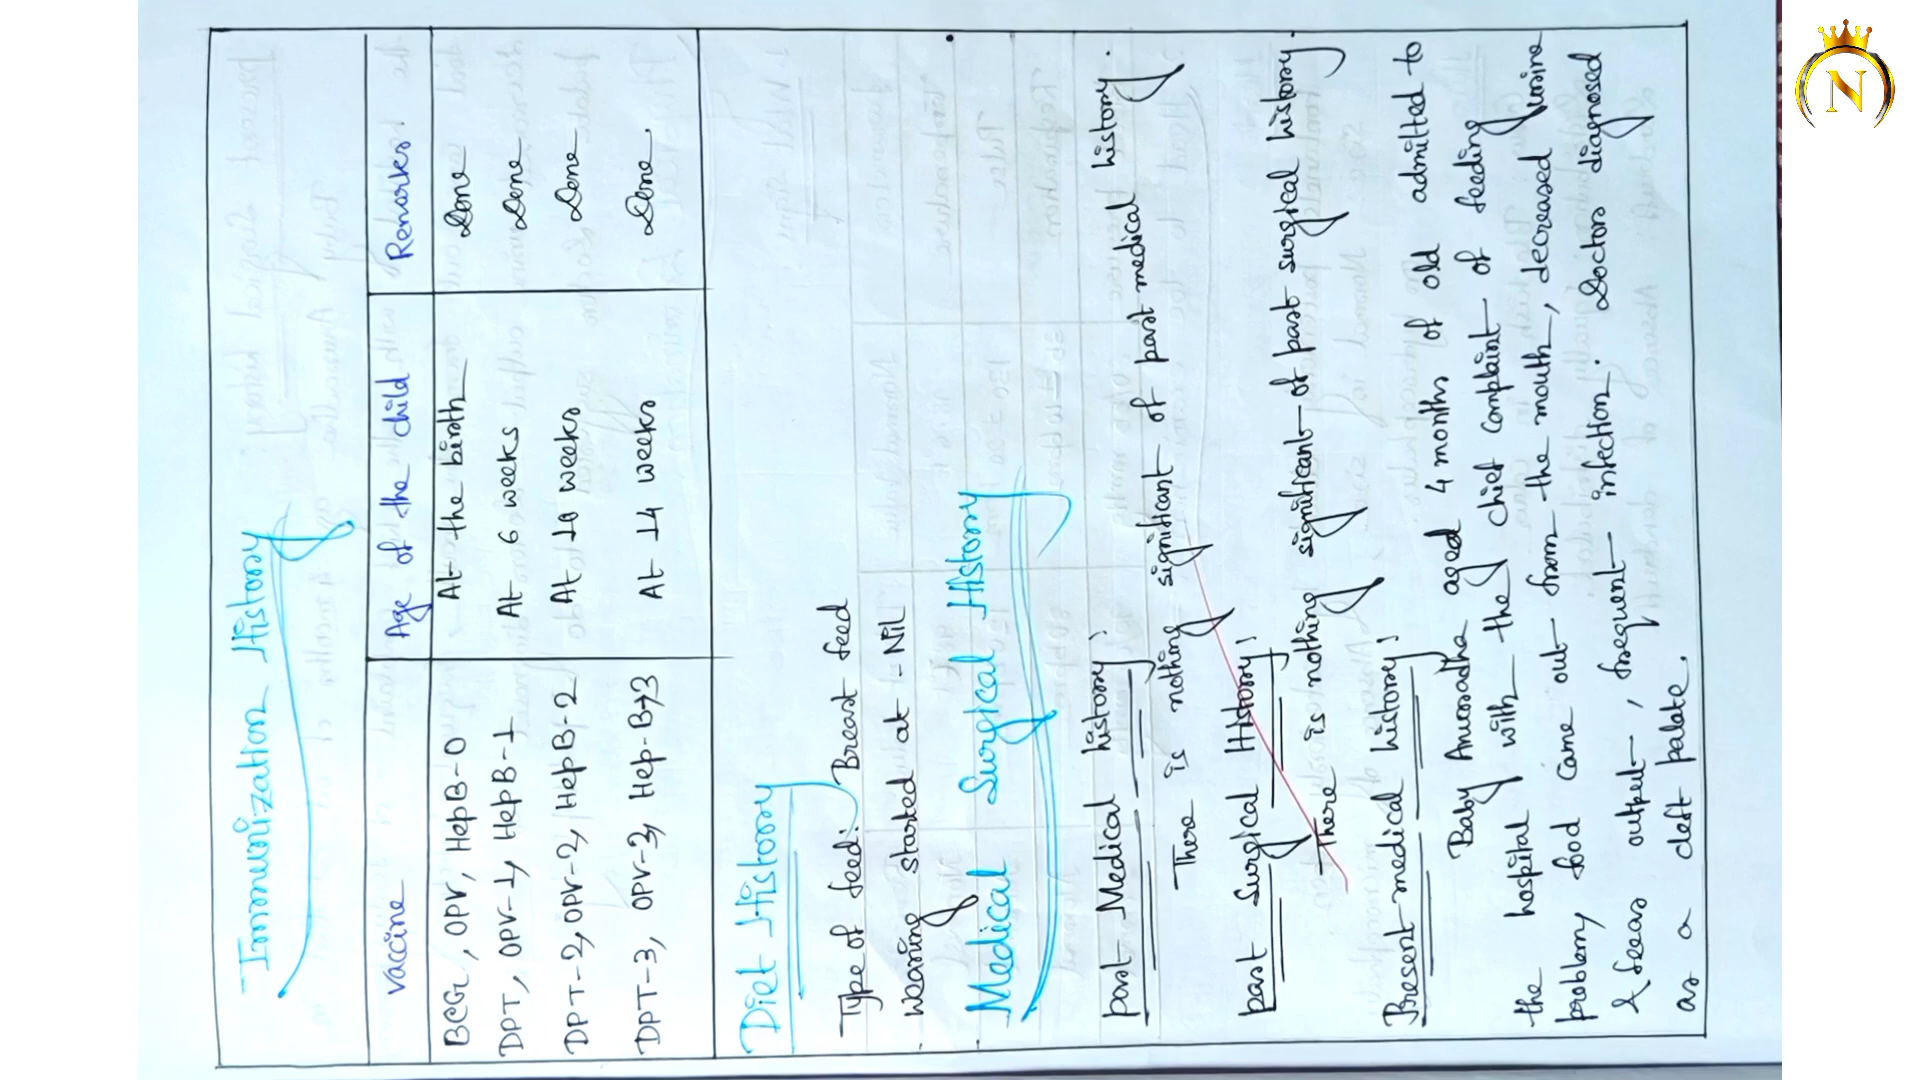 Immunization History
Vaccine Age of the child Remarks
BCG, OPV, HepB-0 At the birth Done
DPT, OPV-1, HepB-1 At 6 weeks Done
DPT-2, OPV-2, HepB-2 At 10 weeks Done
DPT-3, OPV-3, Hep-B-3 At 14 weeks Done
Diet History
Type of feed: Breast feed
weaning started at - Nil
Medical Surgical History
past Medical history:
There is nothing significant of past medical history.
past Surgical History:
There is nothing significant of past surgical history.
Present medical history:
Baby Anuradha aged 4 months of old admitted to
the hospital with the chief complaint of feeding
problem, food come out from the mouth, decreased urine
& feces output, frequent infection. Doctors diagnosed
as a cleft palate.
N